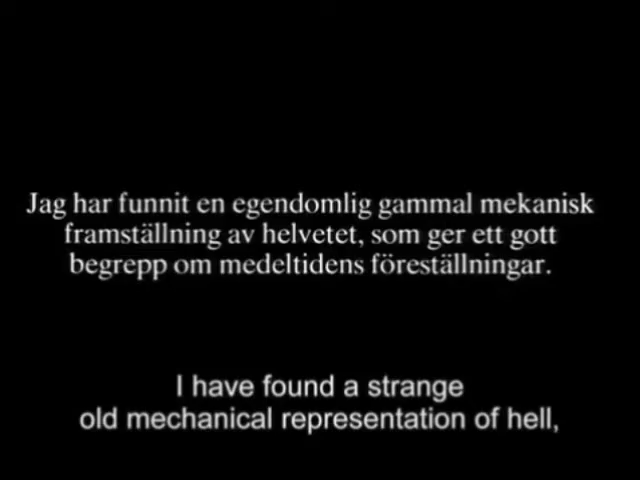 Jag har funnit en egendomlig gammal mekanisk
framställning av helvetet, som ger ett gott
begrepp om medeltidens föreställningar.
I have found a strange
old mechanical representation of hell,